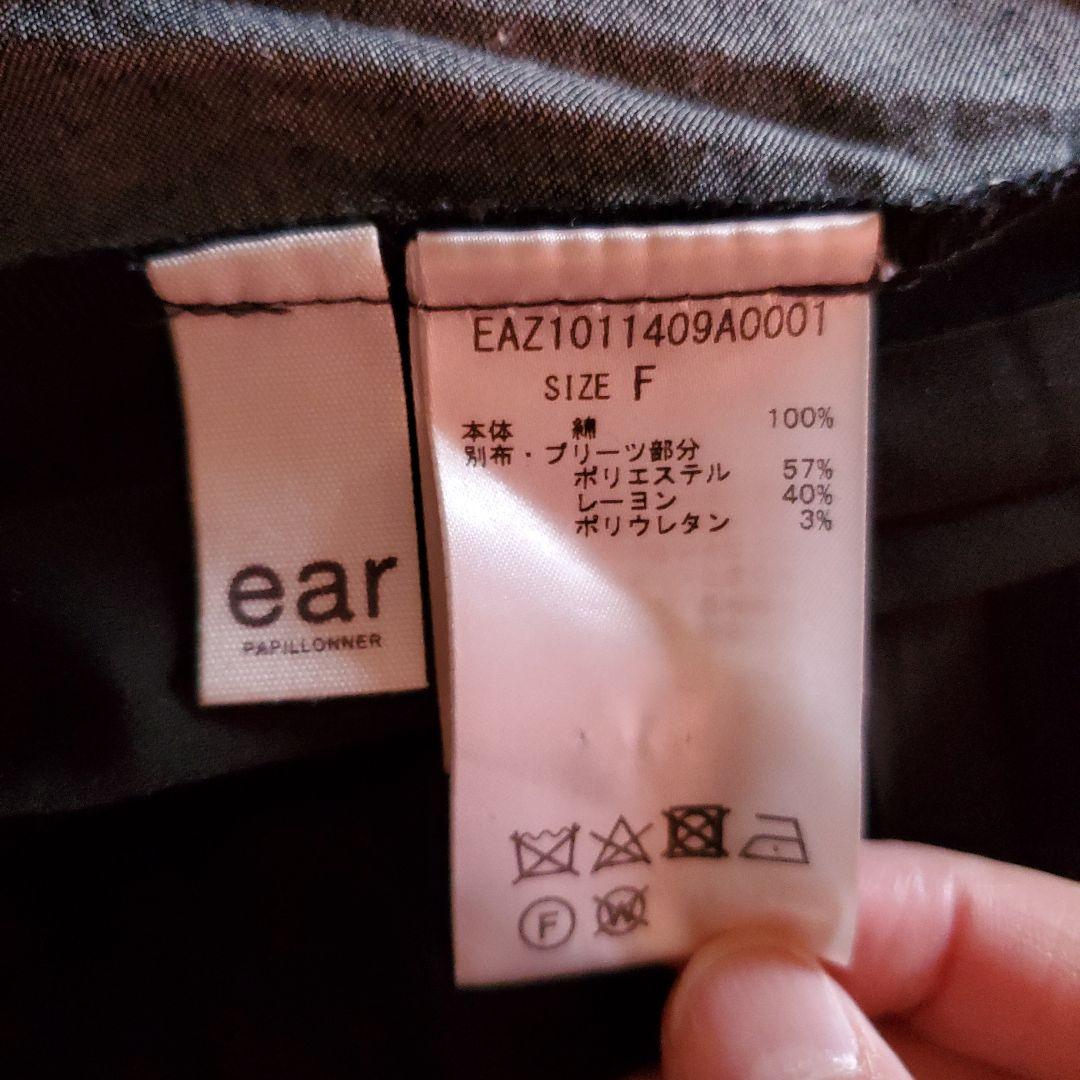 ear
PAPILLONNER
EAZ1011409A0001
SIZE F
本体 綿 100%
別布・プリーツ部分
ポリエステル 57%
レーヨン 40%
ポリウレタン 3%
F
W